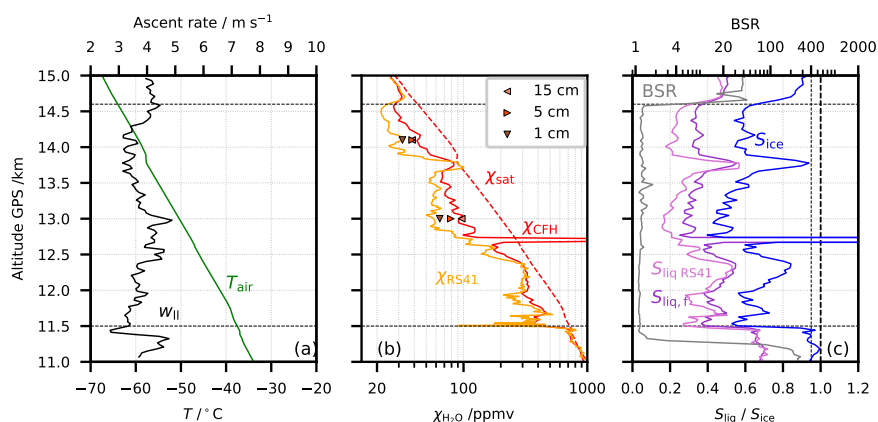 Ascent rate / m s⁻¹
BSR
2 3 4 5 6 7 8 9 10
1 4 20 80 400 2000
15.0
14.5
14.0
13.5
13.0
12.5
12.0
11.5
11.0
Altitude GPS /km
w_ll
T_air
(a)
15 cm
5 cm
1 cm
χ_sat
χ_CFH
χ_RS41
(b)
BSR
S_ice
S_liq RS41
S_liq, f
(c)
−70 −60 −50 −40 −30 −20
20 100 1000
0.0 0.2 0.4 0.6 0.8 1.0 1.2
T / °C
χ_H₂O /ppmv
S_liq / S_ice